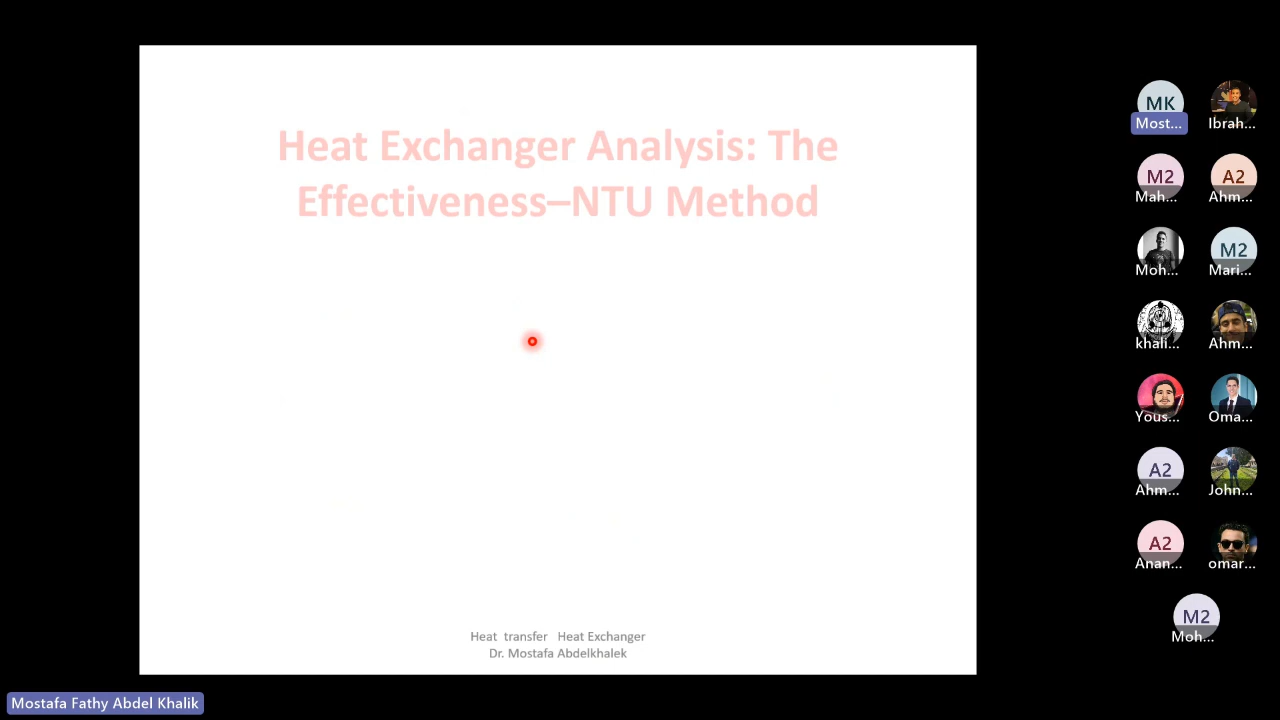 Heat Exchanger Analysis: The
Effectiveness–NTU Method
Heat transfer Heat Exchanger
Dr. Mostafa Abdelkhalek
Mostafa Fathy Abdel Khalik
MK
Most...
Ibrah...
M2
Mah...
A2
Ahm...
Moh...
M2
Mari...
khali...
Ahm...
Yous...
Oma...
A2
Ahm...
John...
A2
Anan...
omar...
M2
Moh...